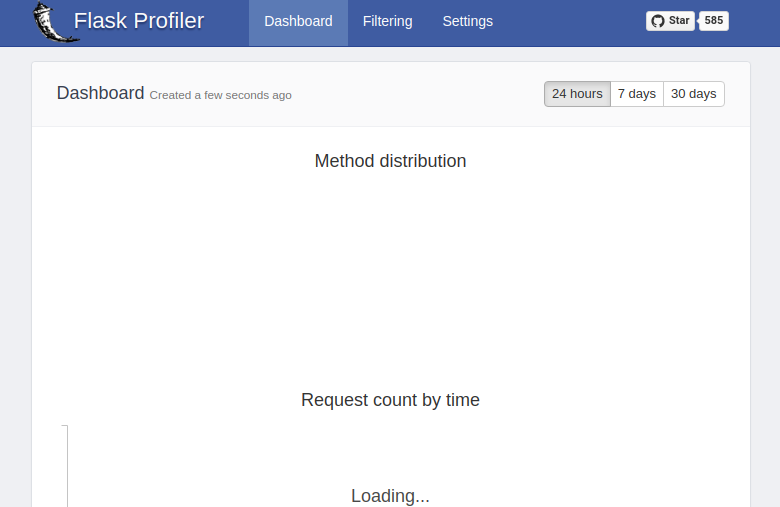 Flask Profiler Dashboard Filtering Settings Star 585
Dashboard Created a few seconds ago 24 hours 7 days 30 days
Method distribution
Request count by time
Loading...